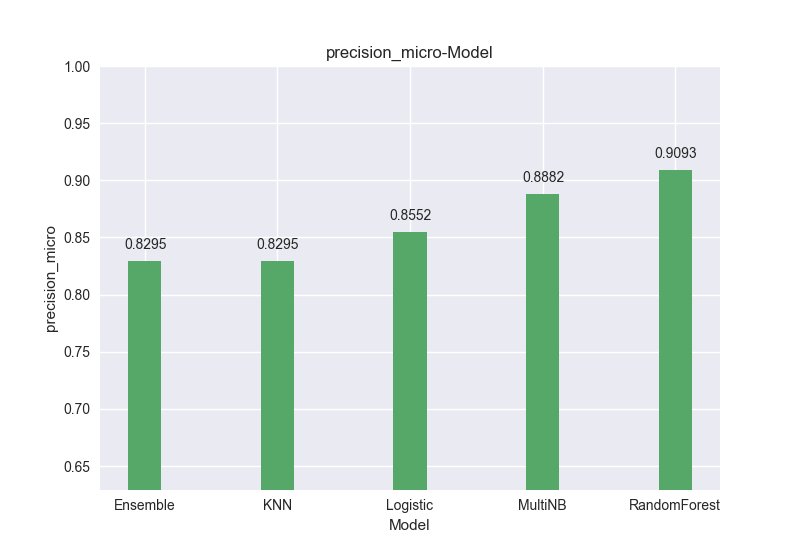 precision_micro-Model
1.00
0.95
0.90
0.85
0.80
0.75
0.70
0.65
precision_micro
0.8295
0.8295
0.8552
0.8882
0.9093
Ensemble
KNN
Logistic
MultiNB
RandomForest
Model